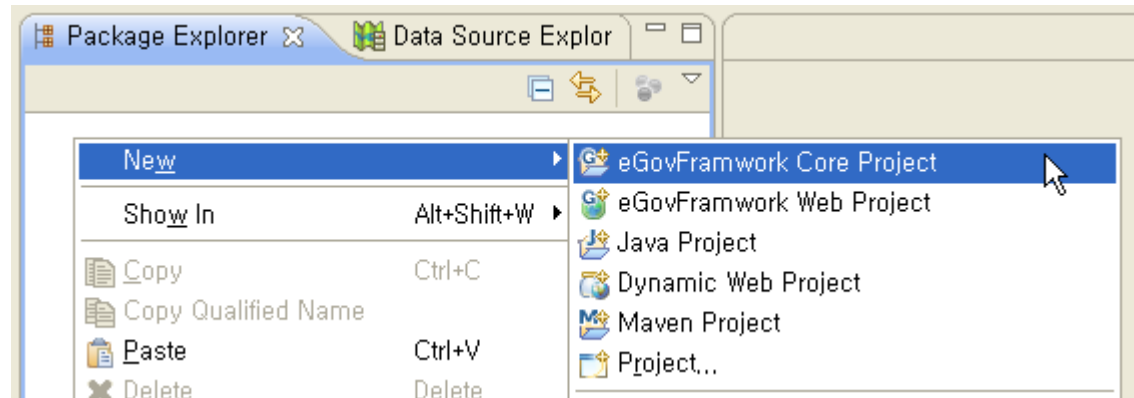 Package Explorer Data Source Explor
New eGovFramwork Core Project
Show In Alt+Shift+W eGovFramwork Web Project
Java Project
Copy Ctrl+C Dynamic Web Project
Copy Qualified Name Maven Project
Paste Ctrl+V Project...
Delete Delete